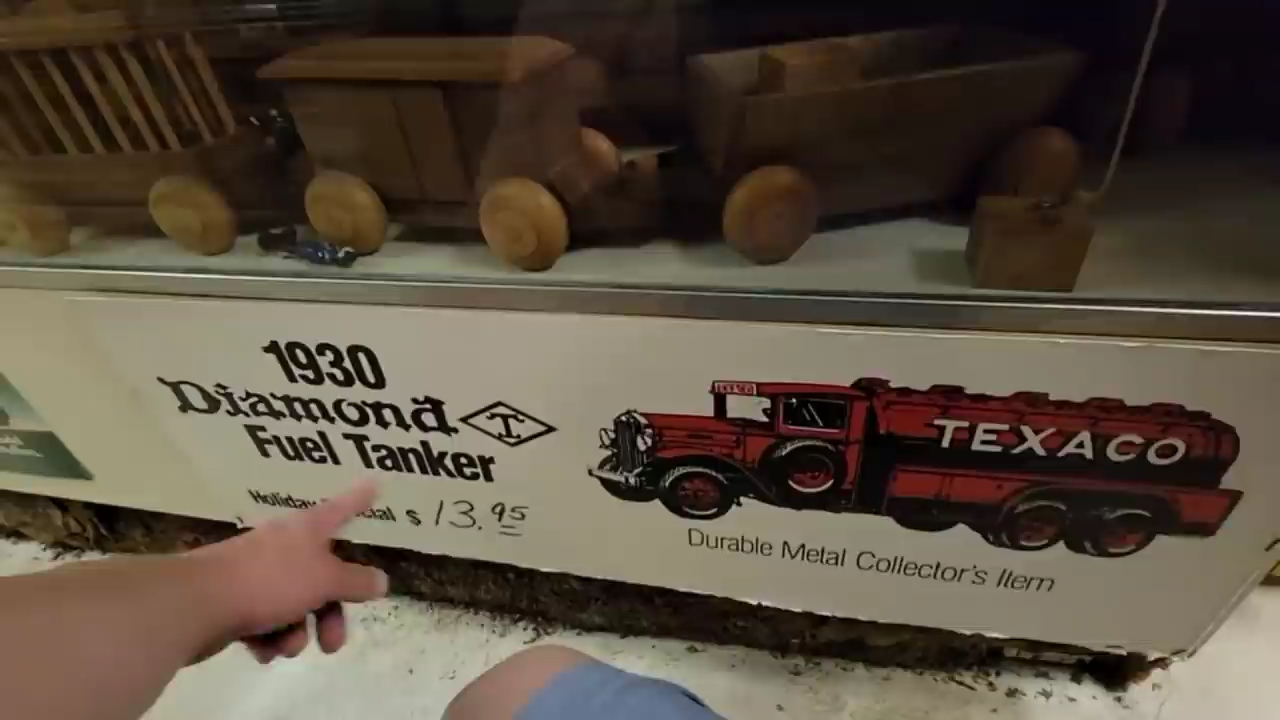 1930
Diamond T
Fuel Tanker
Holiday $ 13.95
TEXACO
Durable Metal Collector's Item